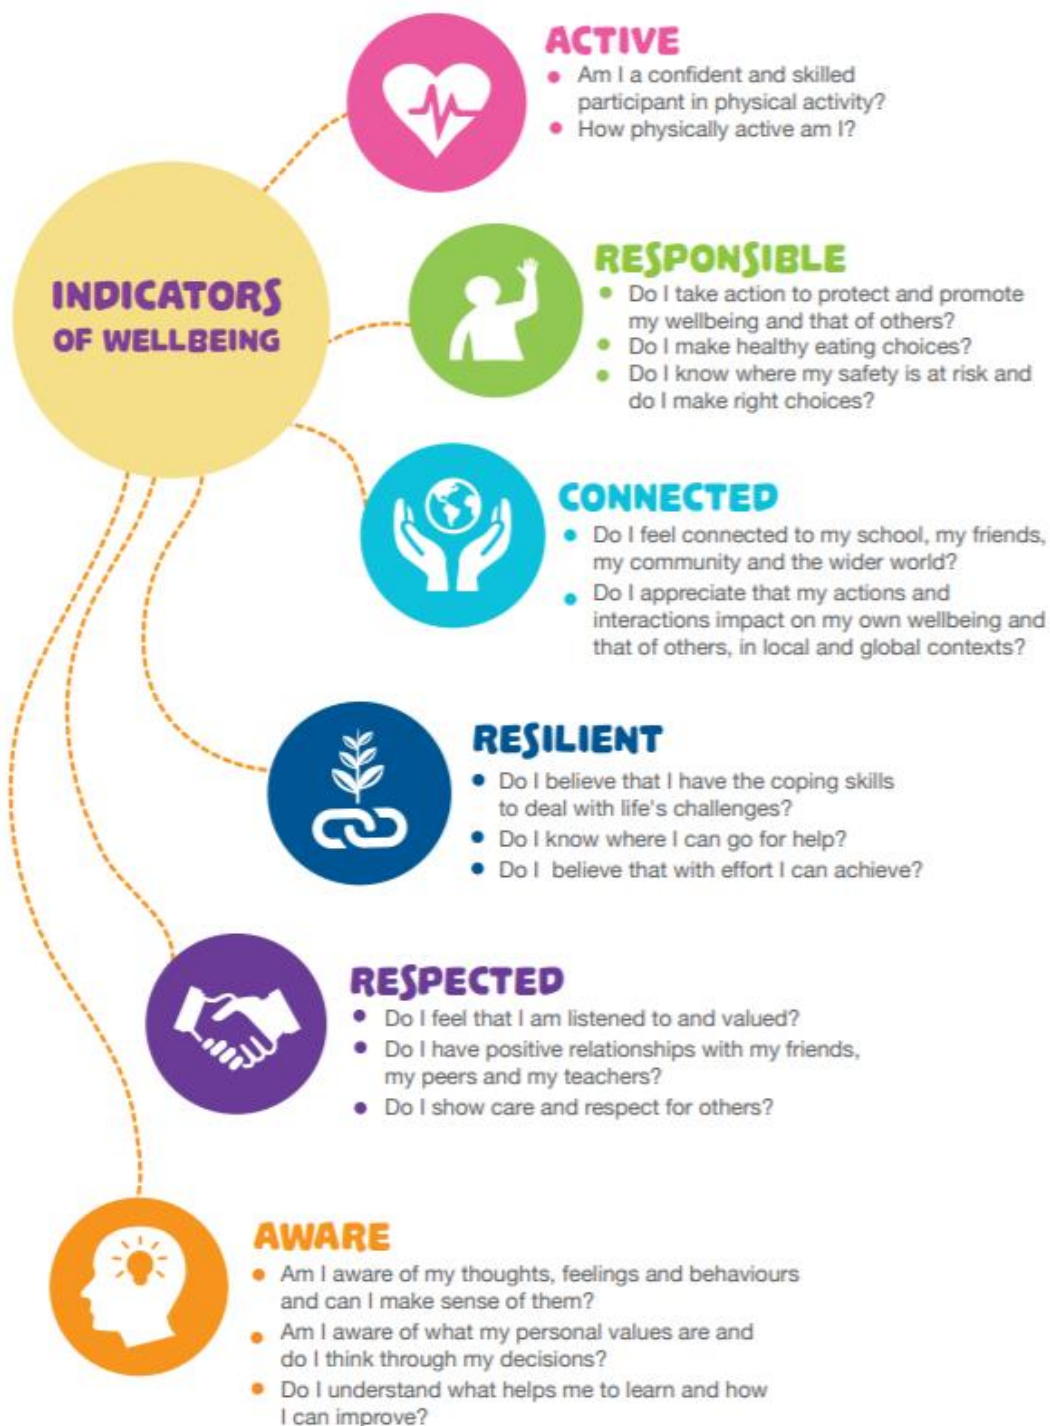 ACTIVE
• Am I a confident and skilled
participant in physical activity?
• How physically active am I?
INDICATORS
OF WELLBEING
RESPONSIBLE
• Do I take action to protect and promote
my wellbeing and that of others?
• Do I make healthy eating choices?
• Do I know where my safety is at risk and
do I make right choices?
CONNECTED
• Do I feel connected to my school, my friends,
my community and the wider world?
• Do I appreciate that my actions and
interactions impact on my own wellbeing and
that of others, in local and global contexts?
RESILIENT
• Do I believe that I have the coping skills
to deal with life's challenges?
• Do I know where I can go for help?
• Do I believe that with effort I can achieve?
RESPECTED
• Do I feel that I am listened to and valued?
• Do I have positive relationships with my friends,
my peers and my teachers?
• Do I show care and respect for others?
AWARE
• Am I aware of my thoughts, feelings and behaviours
and can I make sense of them?
• Am I aware of what my personal values are and
do I think through my decisions?
• Do I understand what helps me to learn and how
I can improve?